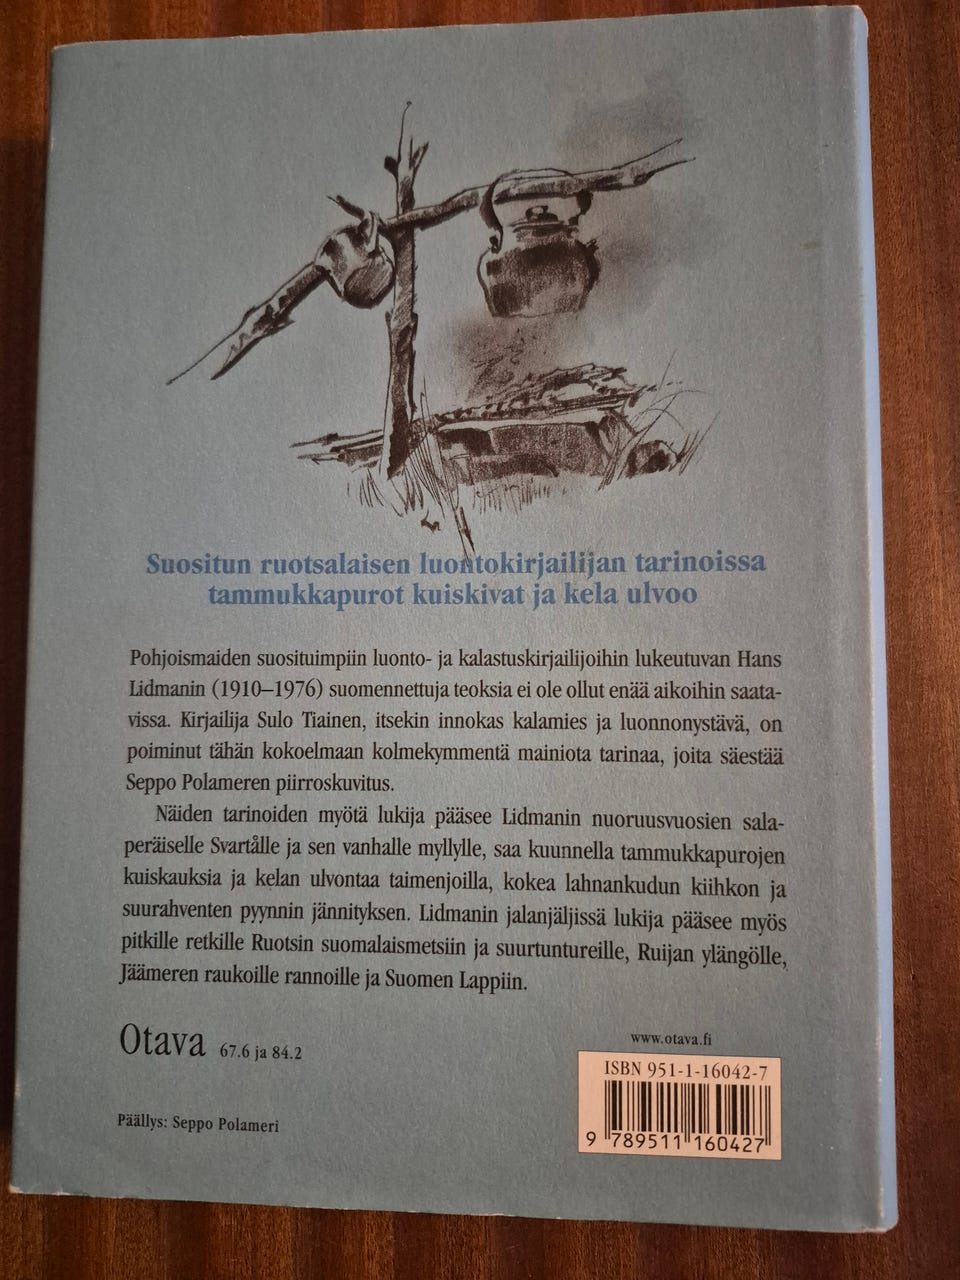 Suositun ruotsalaisen luontokirjailijan tarinoissa
tammukkapurot kuiskivat ja kela ulvoo
Pohjoismaiden suosituimpiin luonto- ja kalastuskirjailijoihin lukeutuvan Hans
Lidmanin (1910–1976) suomennettuja teoksia ei ole ollut enää aikoihin saata-
vissa. Kirjailija Sulo Tiainen, itsekin innokas kalamies ja luonnonystävä, on
poiminut tähän kokoelmaan kolmekymmentä mainiota tarinaa, joita säestää
Seppo Polameren piirroskuvitus.
Näiden tarinoiden myötä lukija pääsee Lidmanin nuoruusvuosien sala-
peräiselle Svartålle ja sen vanhalle myllylle, saa kuunnella tammukkapurojen
kuiskauksia ja kelan ulvontaa taimenjoilla, kokea lahnankudun kiihkon ja
suurahventen pyynnin jännityksen. Lidmanin jalanjäljissä lukija pääsee myös
pitkille retkille Ruotsin suomalaismetsiin ja suurtuntureille, Ruijan ylängölle,
Jäämeren raukoille rannoille ja Suomen Lappiin.
Otava 67.6 ja 84.2
www.otava.fi
ISBN 951-1-16042-7
9 789511 160427
Päällys: Seppo Polameri